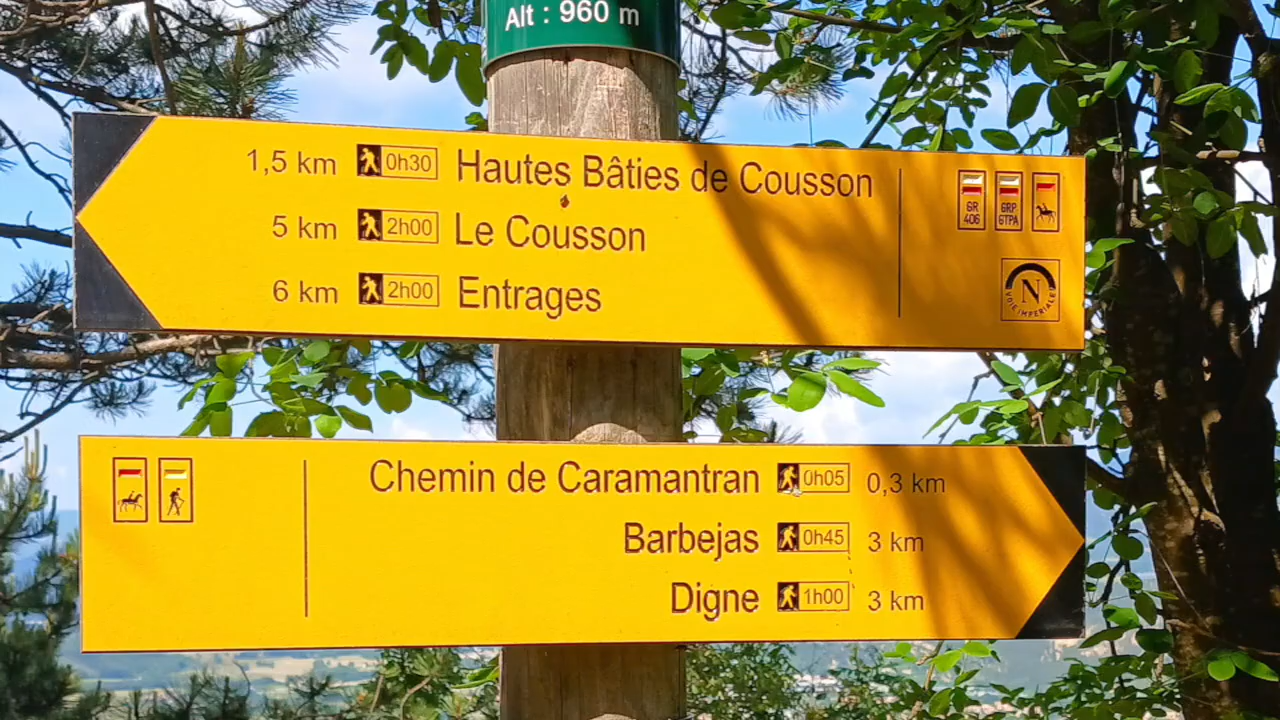 Alt : 960 m
1,5 km 0h30 Hautes Bâties de Cousson
5 km 2h00 Le Cousson
6 km 2h00 Entrages
GR 406
GRP GTPA
N
VOIE IMPERIALE
Chemin de Caramantran 0h05 0,3 km
Barbejas 0h45 3 km
Digne 1h00 3 km